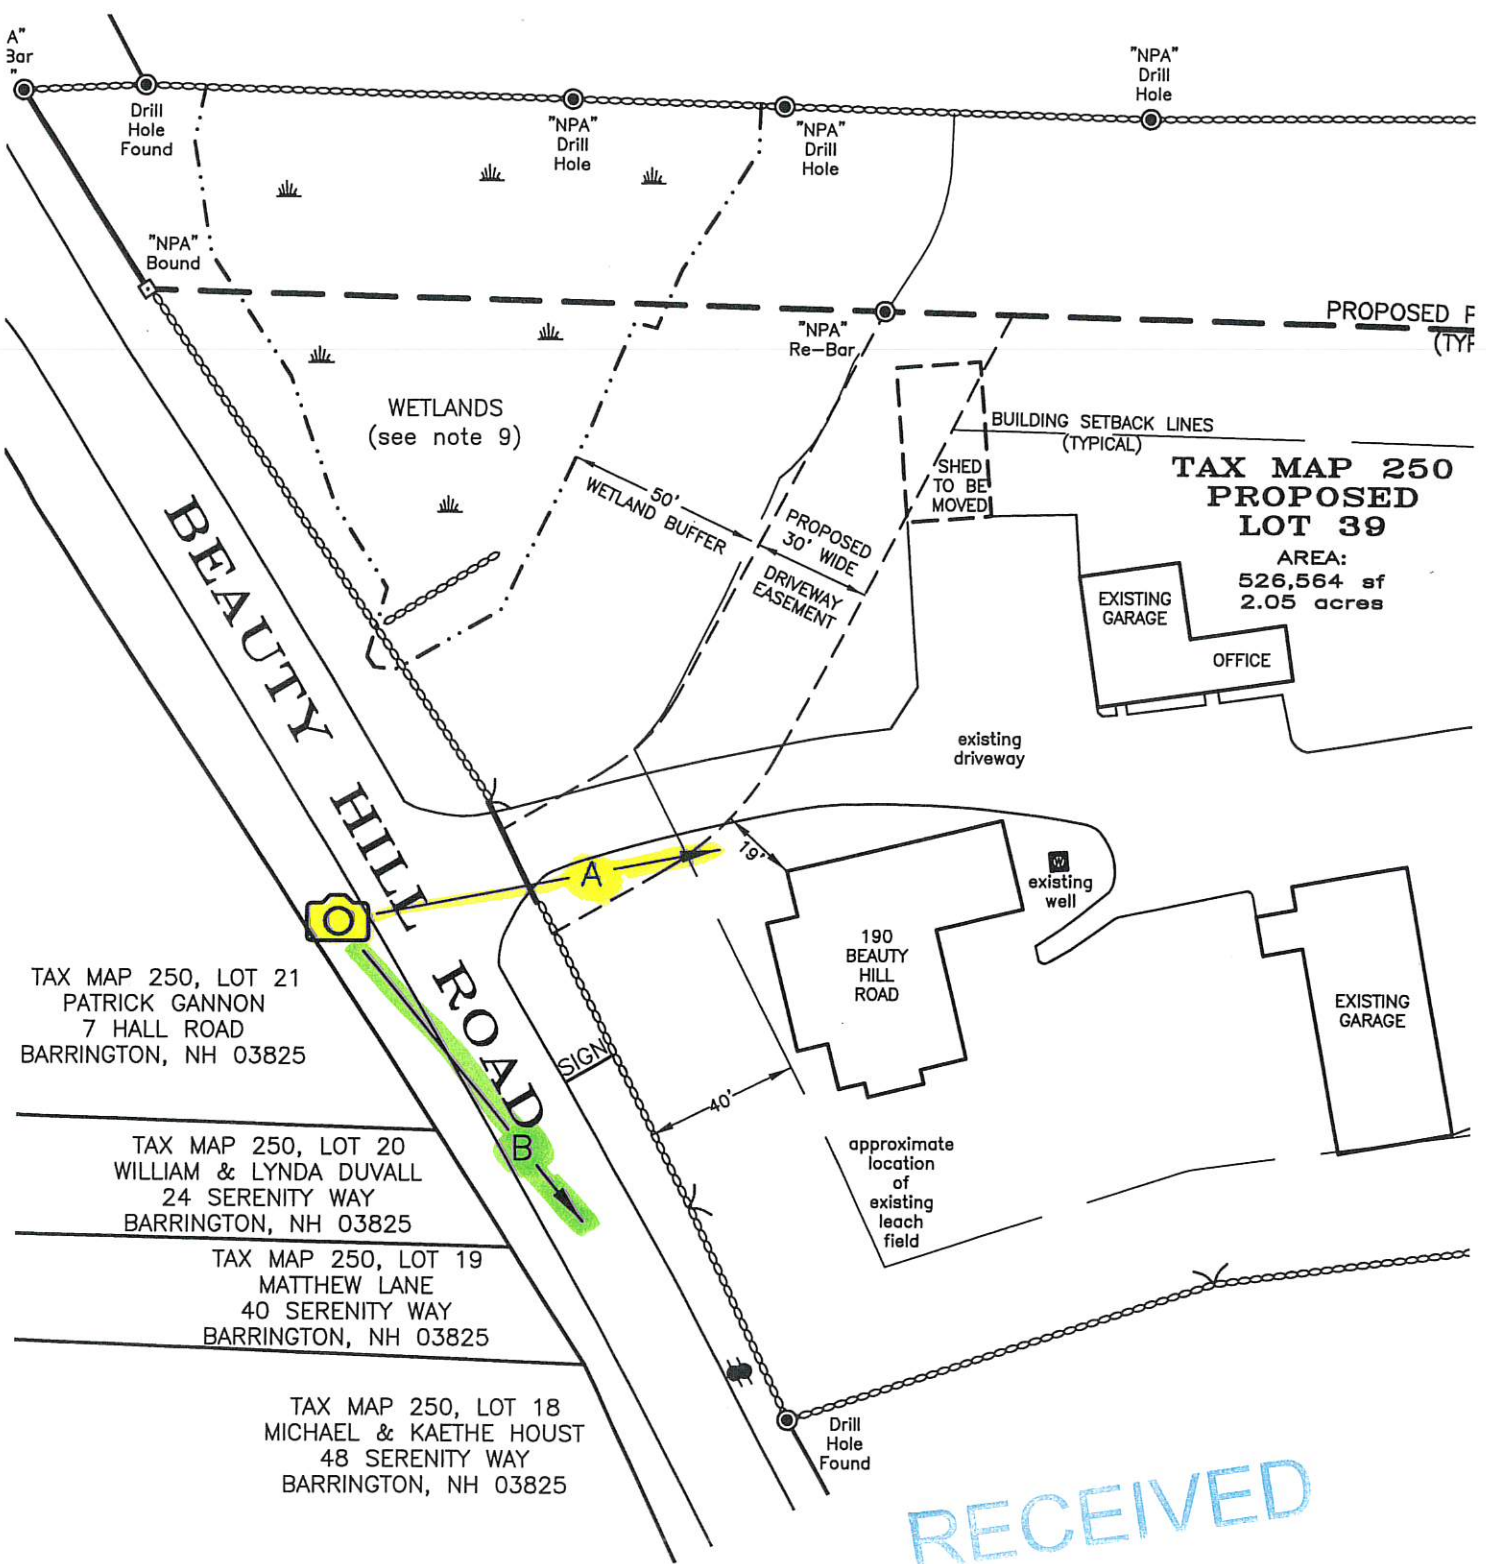 A"
Bar
"
Drill
Hole
Found
"NPA"
Drill
Hole
"NPA"
Drill
Hole
"NPA"
Drill
Hole
"NPA"
Bound
"NPA"
Re-Bar
PROPOSED P
(TYP
WETLANDS
(see note 9)
50'
WETLAND BUFFER
PROPOSED
30' WIDE
DRIVEWAY
EASEMENT
SHED
TO BE
MOVED
BUILDING SETBACK LINES
(TYPICAL)
TAX MAP 250
PROPOSED
LOT 39
AREA:
526,564 sf
2.05 acres
EXISTING
GARAGE
OFFICE
existing
driveway
BEAUTY HILL ROAD
A
19'
W
existing
well
190
BEAUTY
HILL
ROAD
EXISTING
GARAGE
TAX MAP 250, LOT 21
PATRICK GANNON
7 HALL ROAD
BARRINGTON, NH 03825
SIGN
40'
B
TAX MAP 250, LOT 20
WILLIAM & LYNDA DUVALL
24 SERENITY WAY
BARRINGTON, NH 03825
approximate
location
of
existing
leach
field
TAX MAP 250, LOT 19
MATTHEW LANE
40 SERENITY WAY
BARRINGTON, NH 03825
TAX MAP 250, LOT 18
MICHAEL & KAETHE HOUST
48 SERENITY WAY
BARRINGTON, NH 03825
Drill
Hole
Found
RECEIVED